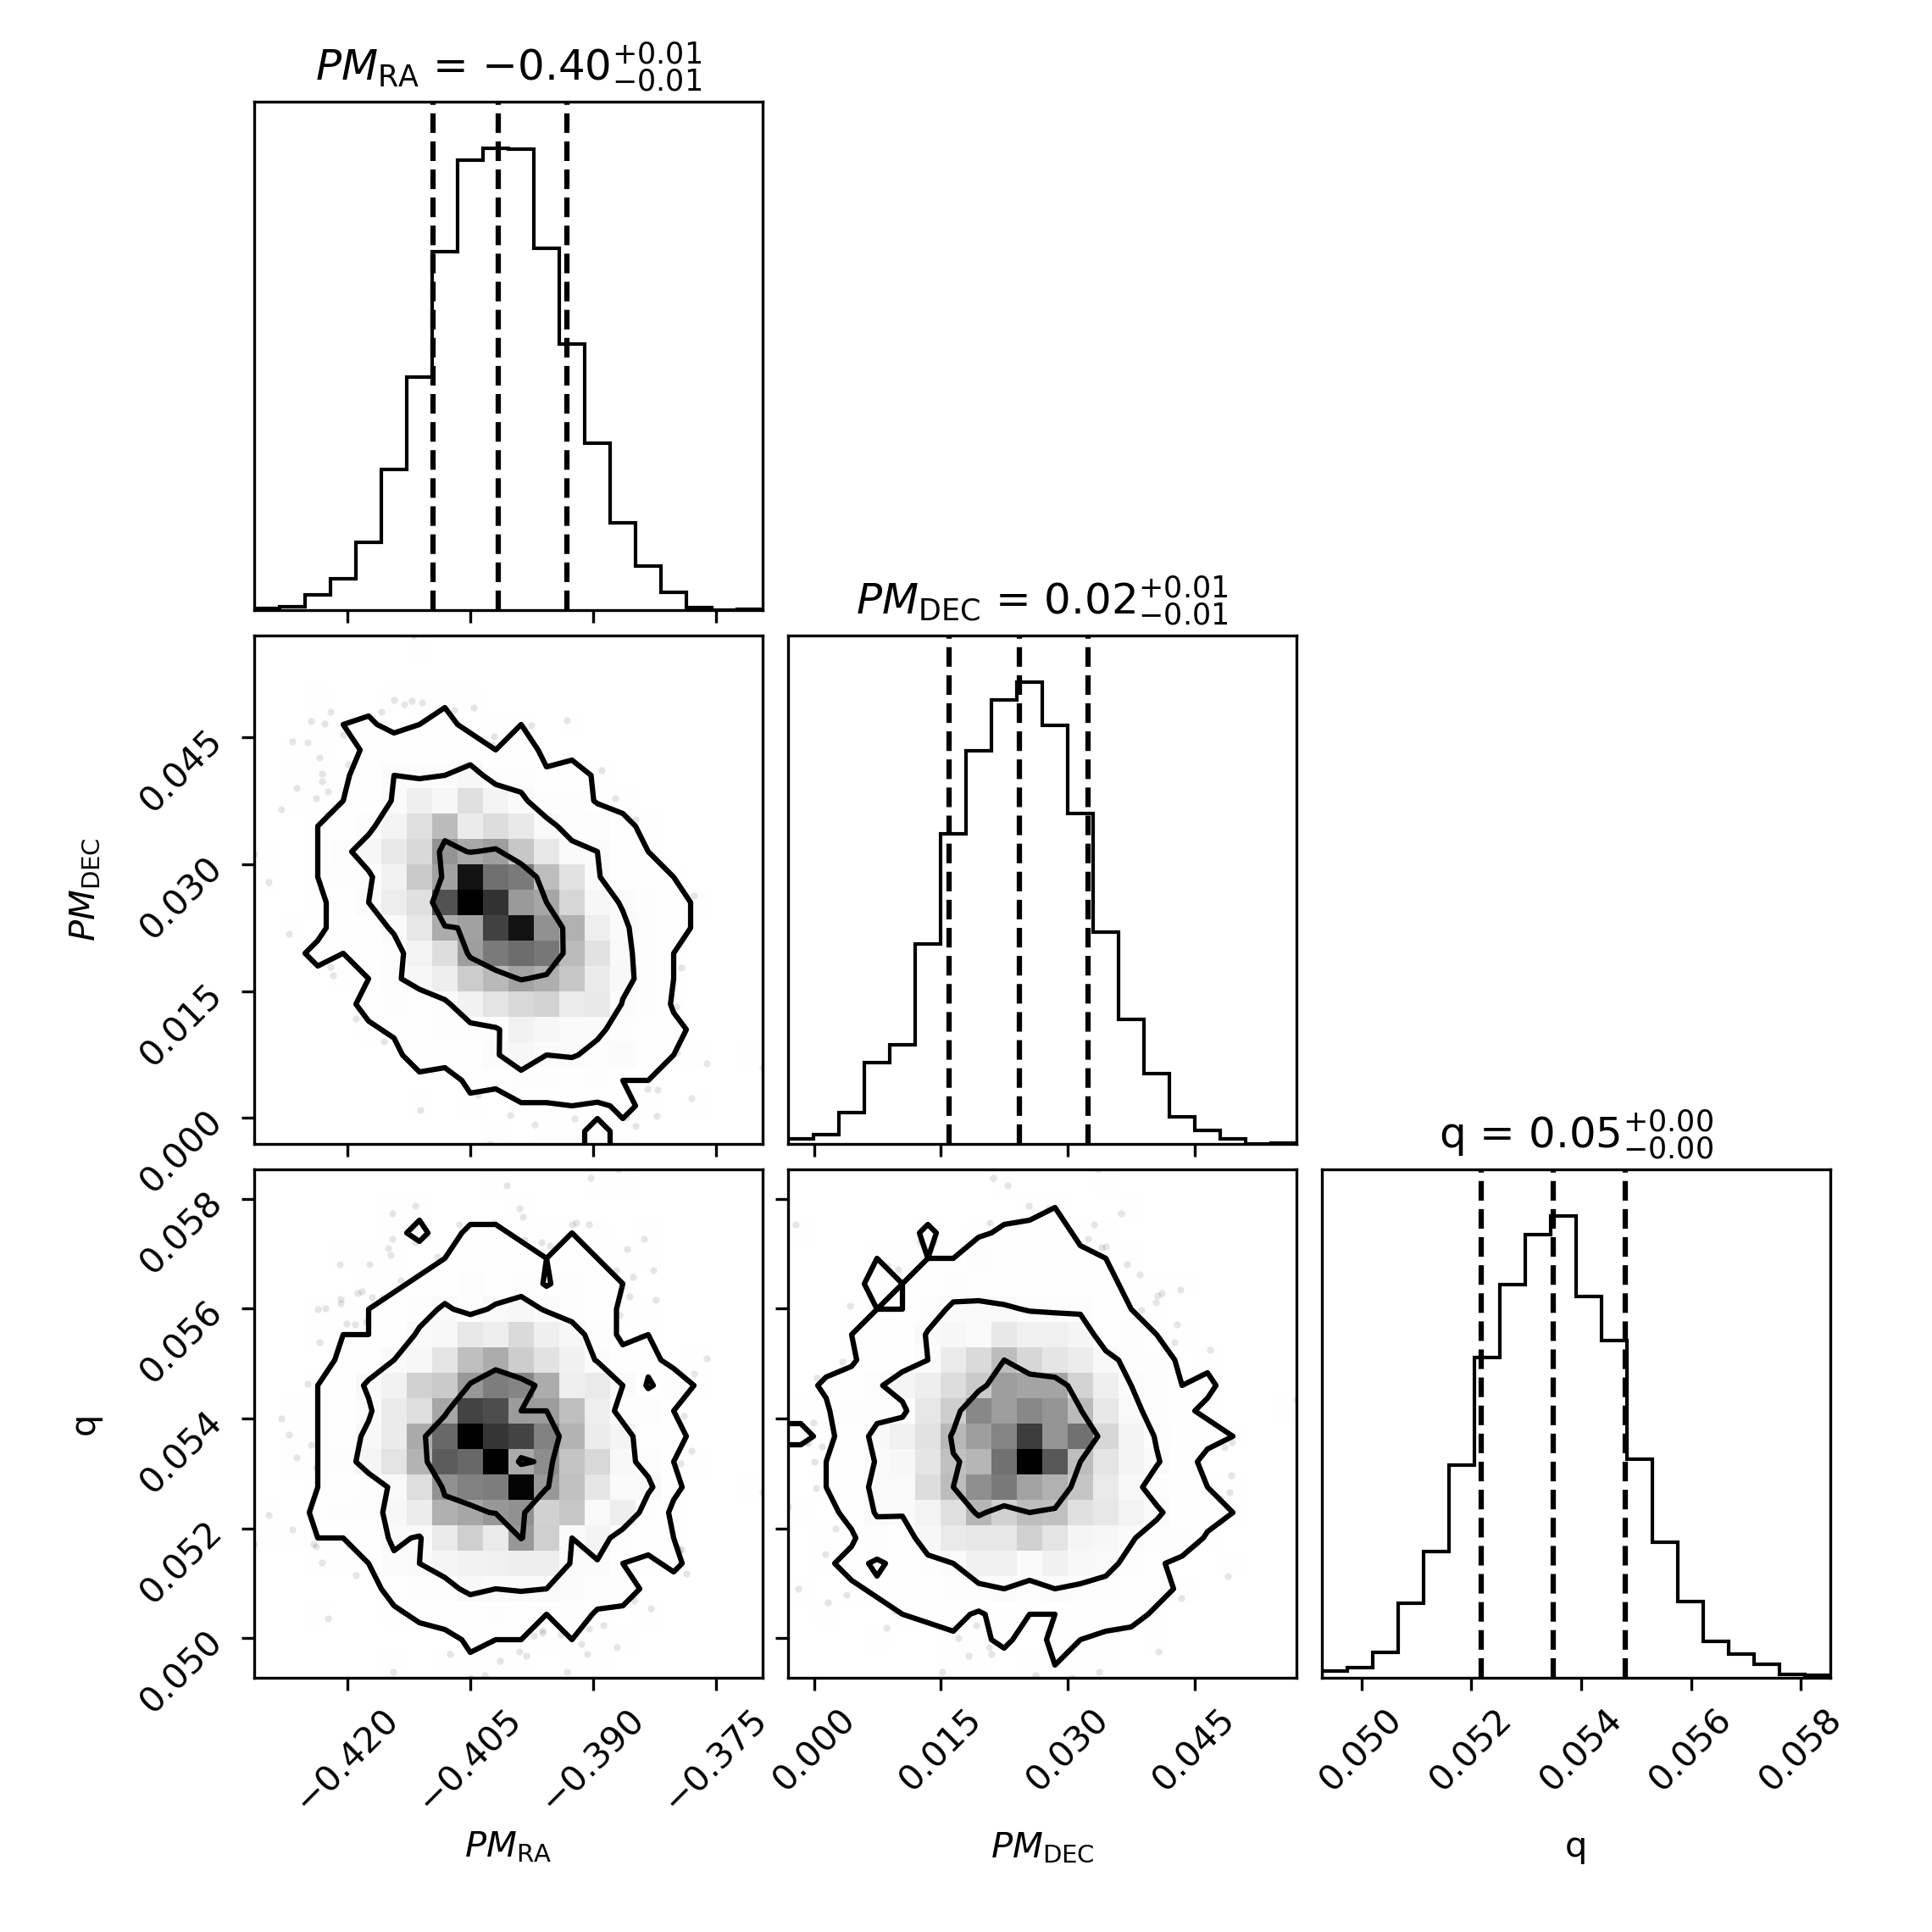 PM_RA = −0.40 +0.01 −0.01
PM_DEC = 0.02 +0.01 −0.01
q = 0.05 +0.00 −0.00
PM_DEC
0.045
0.030
0.015
0.000
q
0.058
0.056
0.054
0.052
0.050
−0.420 −0.405 −0.390 −0.375 0.000 0.015 0.030 0.045 0.050 0.052 0.054 0.056 0.058
PM_RA PM_DEC q